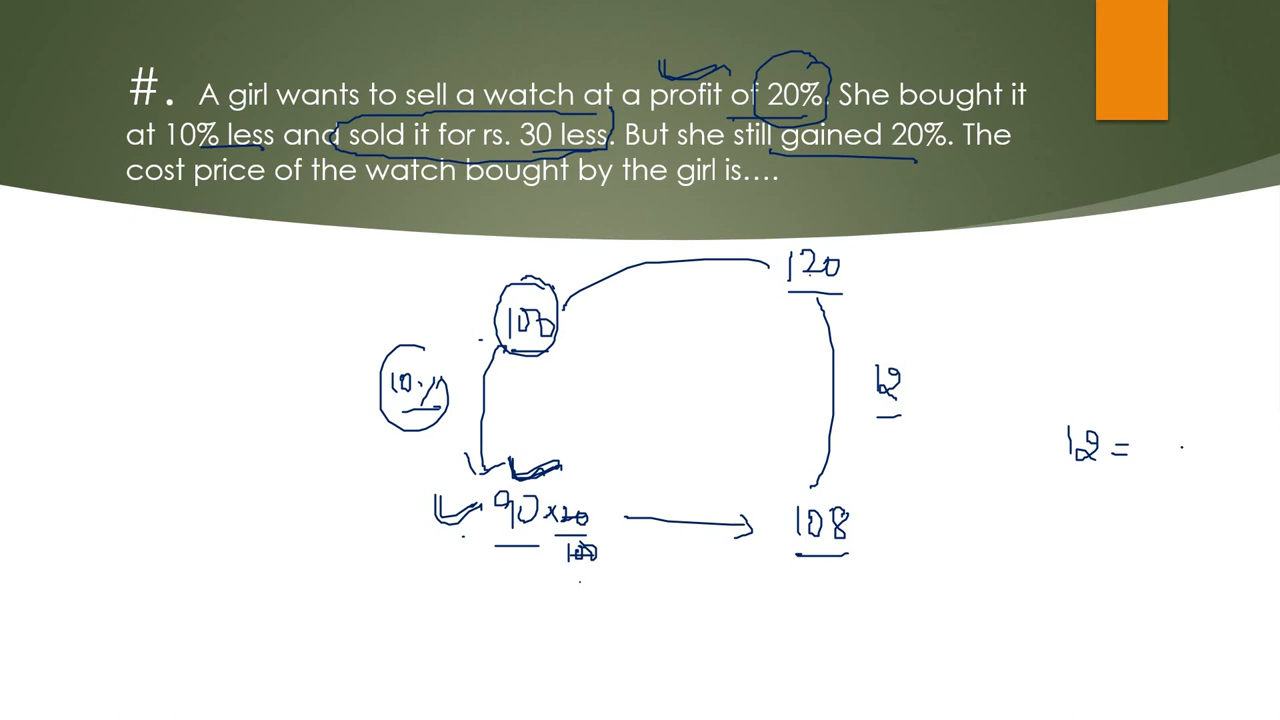 #. A girl wants to sell a watch at a profit of 20%. She bought it
at 10% less and sold it for rs. 30 less. But she still gained 20%. The
cost price of the watch bought by the girl is....
120
100
10%
12
12 =
90 × 20
100
108